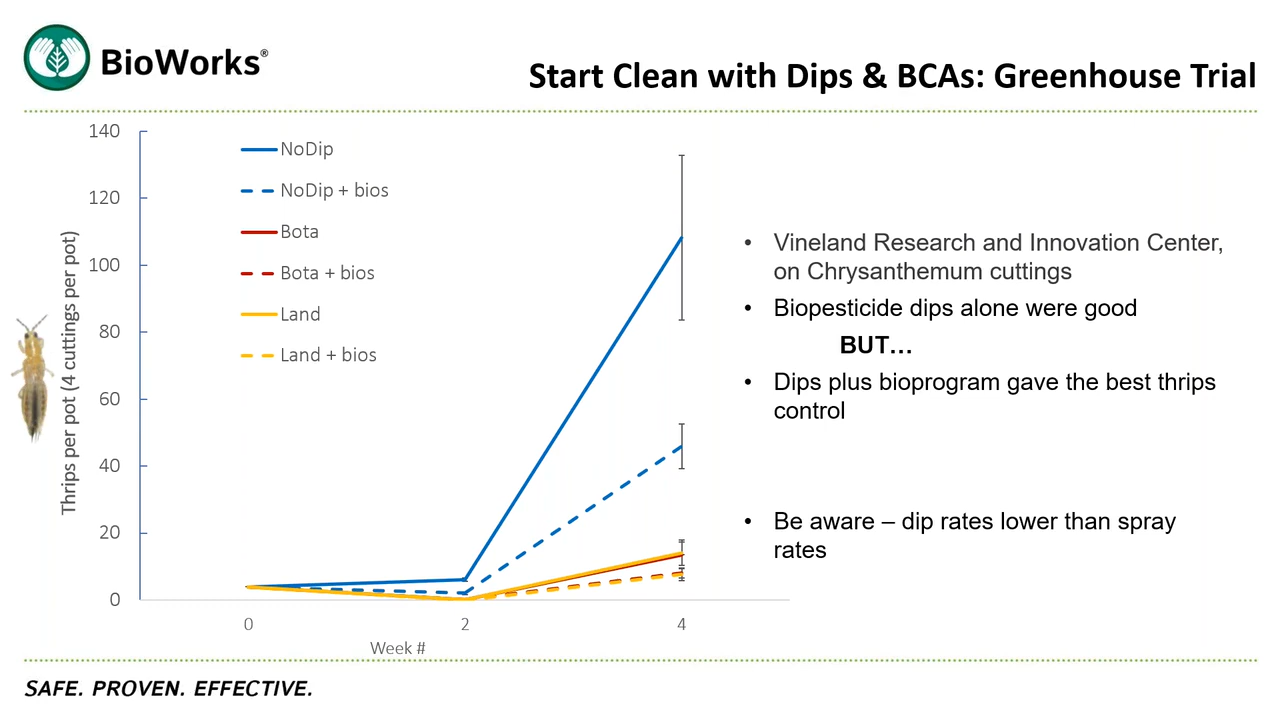 BioWorks®
Start Clean with Dips & BCAs: Greenhouse Trial
140
120
100
80
60
40
20
0
Thrips per pot (4 cuttings per pot)
NoDip
NoDip + bios
Bota
Bota + bios
Land
Land + bios
0 2 4
Week #
• Vineland Research and Innovation Center,
on Chrysanthemum cuttings
• Biopesticide dips alone were good
BUT…
• Dips plus bioprogram gave the best thrips
control
• Be aware – dip rates lower than spray
rates
SAFE. PROVEN. EFFECTIVE.